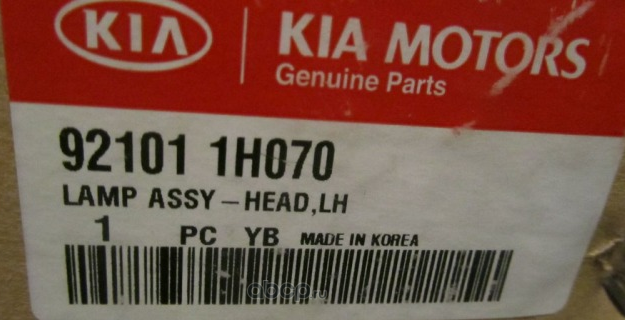 KIA
KIA MOTORS
Genuine Parts
92101 1H070
LAMP ASSY – HEAD,LH
1 PC YB MADE IN KOREA